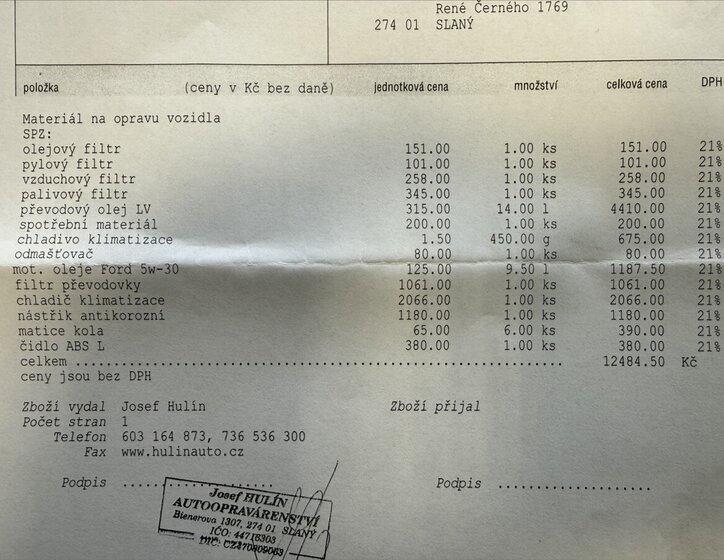 René Černého 1769
274 01 SLANÝ
položka (ceny v Kč bez daně) jednotková cena množství celková cena DPH
Materiál na opravu vozidla
SPZ:
olejový filtr 151.00 1.00 ks 151.00 21%
pylový filtr 101.00 1.00 ks 101.00 21%
vzduchový filtr 258.00 1.00 ks 258.00 21%
palivový filtr 345.00 1.00 ks 345.00 21%
převodový olej LV 315.00 14.00 l 4410.00 21%
spotřební materiál 200.00 1.00 ks 200.00 21%
chladivo klimatizace 1.50 450.00 g 675.00 21%
odmašťovač 80.00 1.00 ks 80.00 21%
mot. oleje Ford 5w-30 125.00 9.50 l 1187.50 21%
filtr převodovky 1061.00 1.00 ks 1061.00 21%
chladič klimatizace 2066.00 1.00 ks 2066.00 21%
nástřik antikorozní 1180.00 1.00 ks 1180.00 21%
matice kola 65.00 6.00 ks 390.00 21%
čidlo ABS L 380.00 1.00 ks 380.00 21%
celkem ........................................................... 12484.50 Kč
ceny jsou bez DPH
Zboží vydal Josef Hulín Zboží přijal
Počet stran 1
Telefon 603 164 873, 736 536 300
Fax www.hulinauto.cz
Podpis .................... Podpis ....................
Josef HULÍN
AUTOOPRAVÁRENSTVÍ
Bienerova 1307, 274 01 SLANÝ
IČO: 44716303
DIČ: